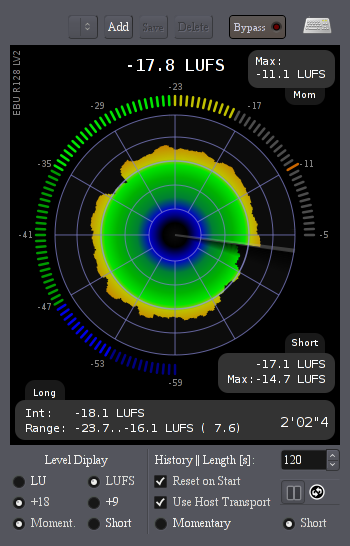 Add Save Delete Bypass
EBU R128 LV2
-17.8 LUFS
Max:
-11.1 LUFS
Mom
-23
-29
-17
-35
-11
-41
-5
-47
-53
-59
Short
-17.1 LUFS
Max:-14.7 LUFS
Long
Int: -18.1 LUFS
Range: -23.7..-16.1 LUFS ( 7.6)
2'02"4
Level Diplay
LU LUFS
+18 +9
Moment. Short
History || Length [s]: 120
Reset on Start
Use Host Transport
Momentary Short